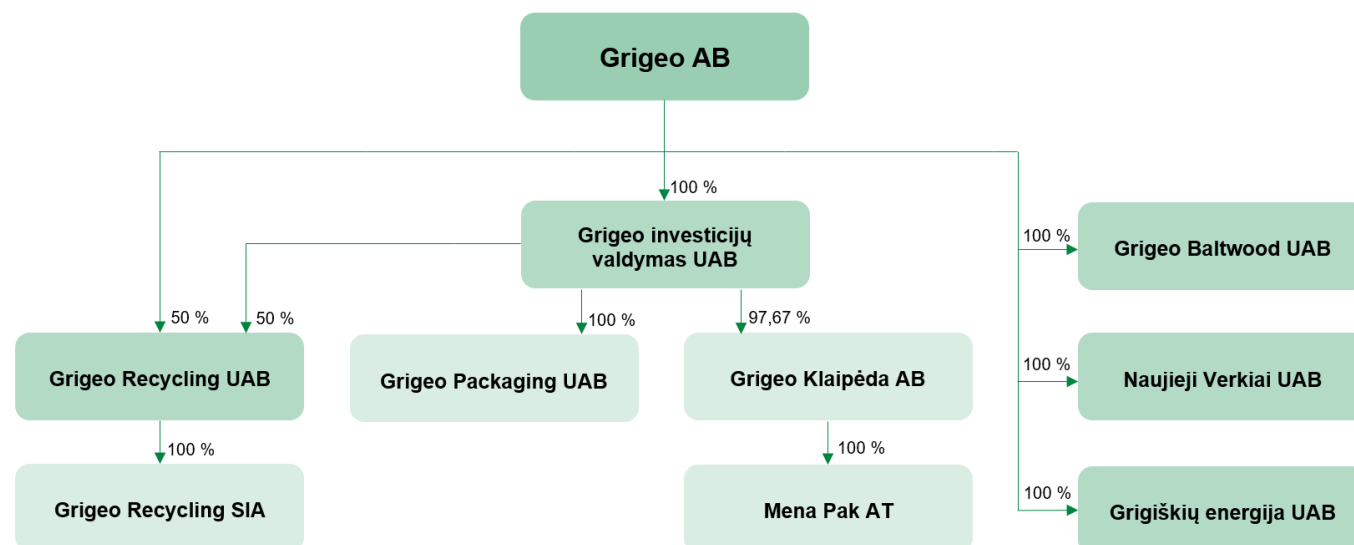 Grigeo AB
100 %
Grigeo investicijų
valdymas UAB
100 %
Grigeo Baltwood UAB
50 %
50 %
100 %
97,67 %
Grigeo Recycling UAB
Grigeo Packaging UAB
Grigeo Klaipėda AB
100 %
Naujieji Verkiai UAB
100 %
100 %
Grigeo Recycling SIA
Mena Pak AT
100 %
Grigiškių energija UAB